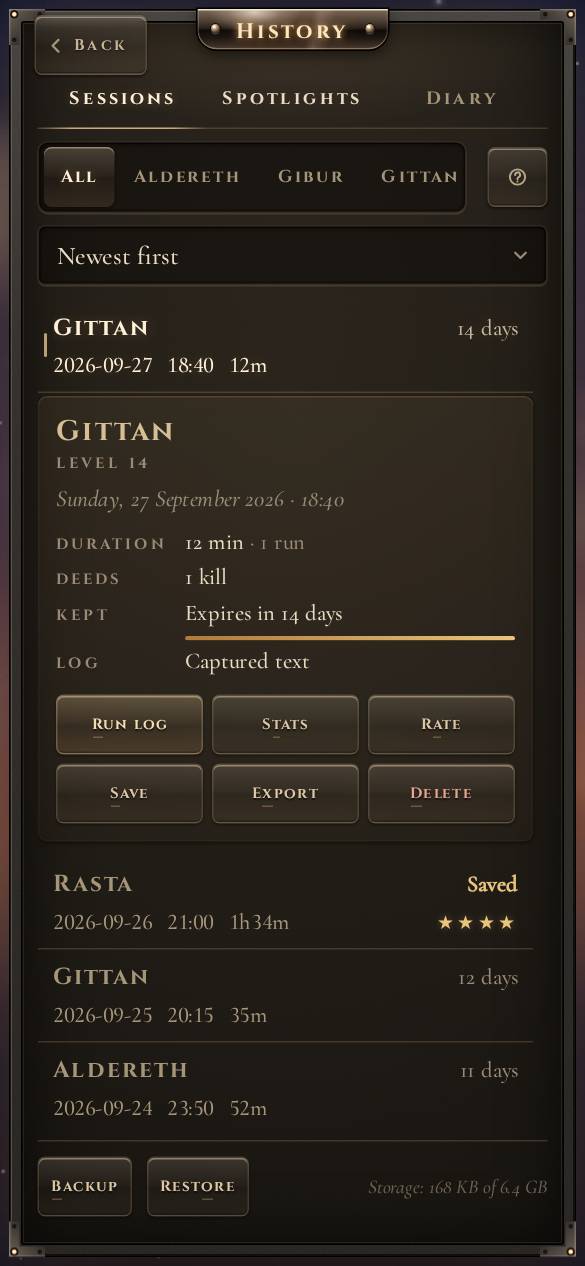 History
Back
Sessions Spotlights Diary
All Aldereth Gibur Gittan
Newest first
Gittan 14 days
2026-09-27 18:40 12m
Gittan
LEVEL 14
Sunday, 27 September 2026 · 18:40
DURATION 12 min · 1 run
DEEDS 1 kill
KEPT Expires in 14 days
LOG Captured text
Run log Stats Rate
Save Export Delete
Rasta Saved
2026-09-26 21:00 1h34m ★★★★
Gittan 12 days
2026-09-25 20:15 35m
Aldereth 11 days
2026-09-24 23:50 52m
Backup Restore Storage: 168 KB of 6.4 GB